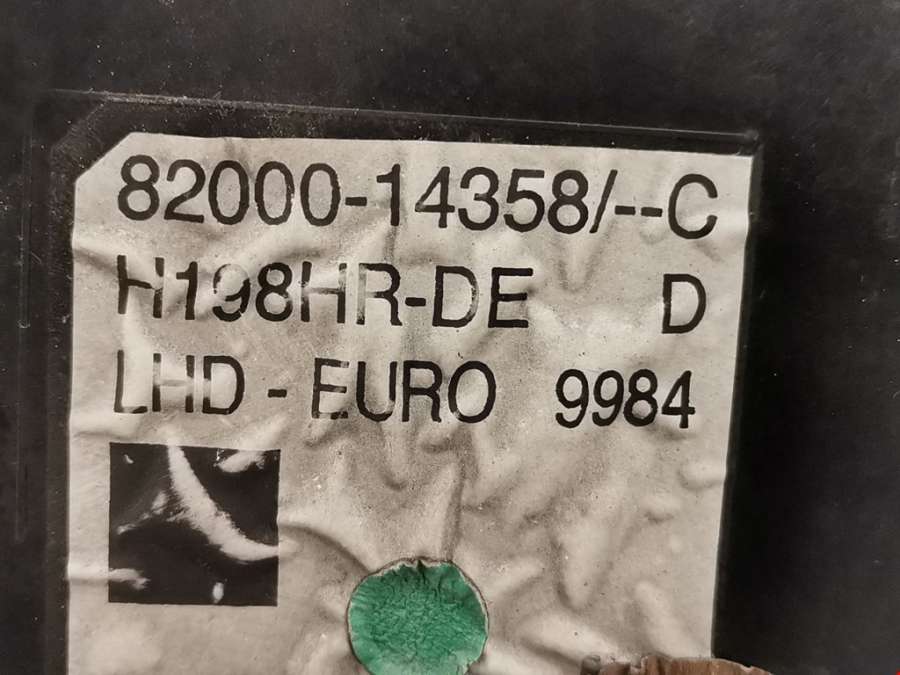 82000-14358/--C
H198HR-DE D
LHD - EURO 9984